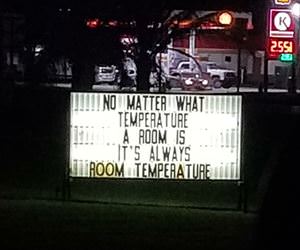 NO MATTER WHAT
TEMPERATURE
A ROOM IS
IT'S ALWAYS
ROOM TEMPERATURE
K
2.55